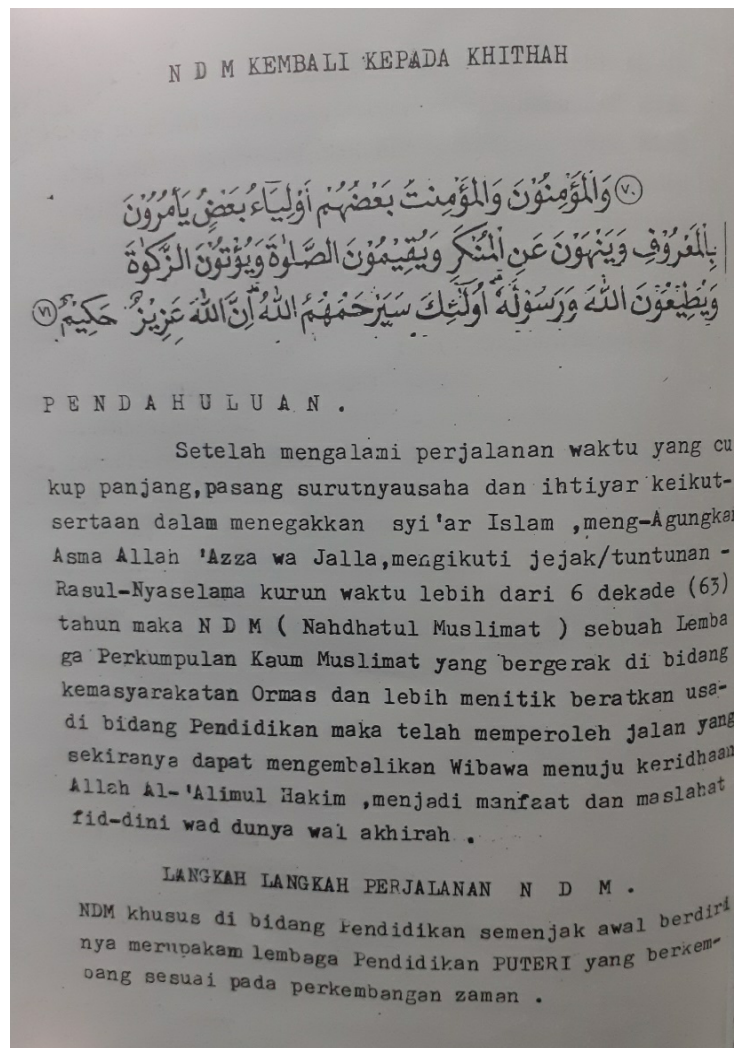 N D M KEMBALI KEPADA KHITHAH
﴿٧٠﴾ وَالْمُؤْمِنُوْنَ وَالْمُؤْمِنٰتُ بَعْضُهُمْ أَوْلِيَاءُ بَعْضٍ يَأْمُرُوْنَ
بِالْمَعْرُوْفِ وَيَنْهَوْنَ عَنِ الْمُنْكَرِ وَيُقِيْمُوْنَ الصَّلٰوةَ وَيُؤْتُوْنَ الزَّكٰوةَ
وَيُطِيْعُوْنَ اللّٰهَ وَرَسُوْلَهٗ ۗ اُولٰٓئِكَ سَيَرْحَمُهُمُ اللّٰهُ ۗ اِنَّ اللّٰهَ عَزِيْزٌ حَكِيْمٌ ﴿٧١﴾
P E N D A H U L U A N .
Setelah mengalami perjalanan waktu yang cu
kup panjang,pasang surutnyausaha dan ihtiyar keikut-
sertaan dalam menegakkan syi'ar Islam ,meng-Agungkan
Asma Allah 'Azza wa Jalla,mengikuti jejak/tuntunan -
Rasul-Nyaselama kurun waktu lebih dari 6 dekade (63)
tahun maka N D M ( Nahdhatul Muslimat ) sebuah Lemba
ga Perkumpulan Kaum Muslimat yang bergerak di bidang
kemasyarakatan Ormas dan lebih menitik beratkan usa-
di bidang Pendidikan maka telah memperoleh jalan yang
sekiranya dapat mengembalikan Wibawa menuju keridhaan
Allah Al-'Alimul Hakim ,menjadi manfaat dan maslahat
fid-dini wad dunya wal akhirah .
LANGKAH LANGKAH PERJALANAN N D M .
NDM khusus di bidang Pendidikan semenjak awal berdiri
nya merupakam lembaga Pendidikan PUTERI yang berkem-
bang sesuai pada perkembangan zaman .